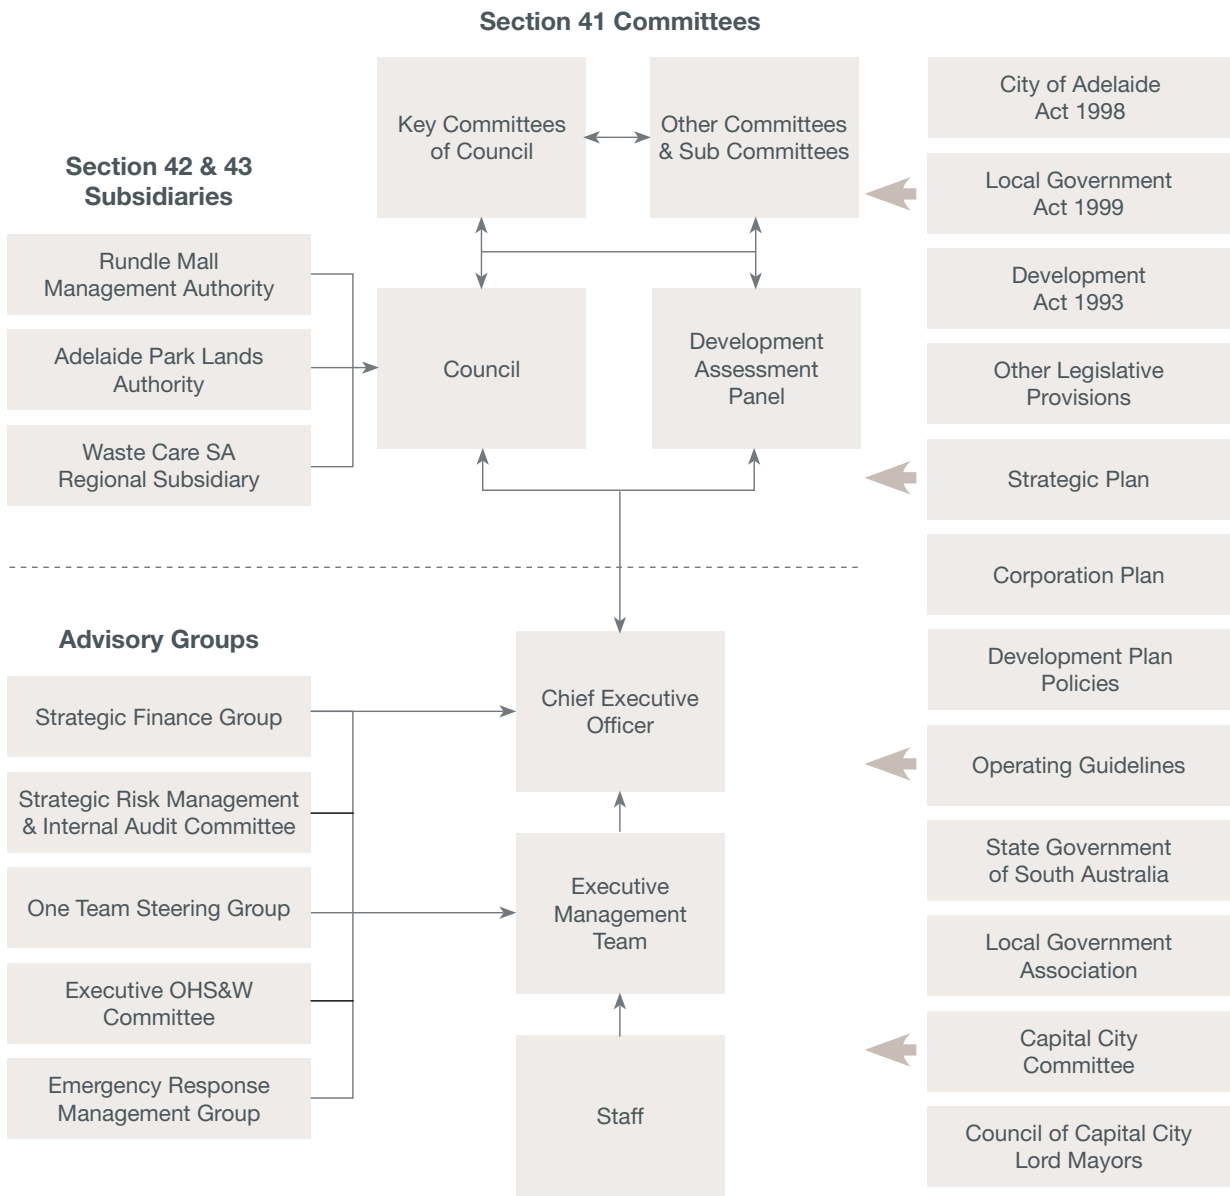 Section 41 Committees
Key Committees
of Council
Other Committees
& Sub Committees
Section 42 & 43
Subsidiaries
Rundle Mall
Management Authority
Adelaide Park Lands
Authority
Waste Care SA
Regional Subsidiary
Council
Development
Assessment
Panel
Advisory Groups
Strategic Finance Group
Strategic Risk Management
& Internal Audit Committee
One Team Steering Group
Executive OHS&W
Committee
Emergency Response
Management Group
Chief Executive
Officer
Executive
Management
Team
Staff
City of Adelaide
Act 1998
Local Government
Act 1999
Development
Act 1993
Other Legislative
Provisions
Strategic Plan
Corporation Plan
Development Plan
Policies
Operating Guidelines
State Government
of South Australia
Local Government
Association
Capital City
Committee
Council of Capital City
Lord Mayors